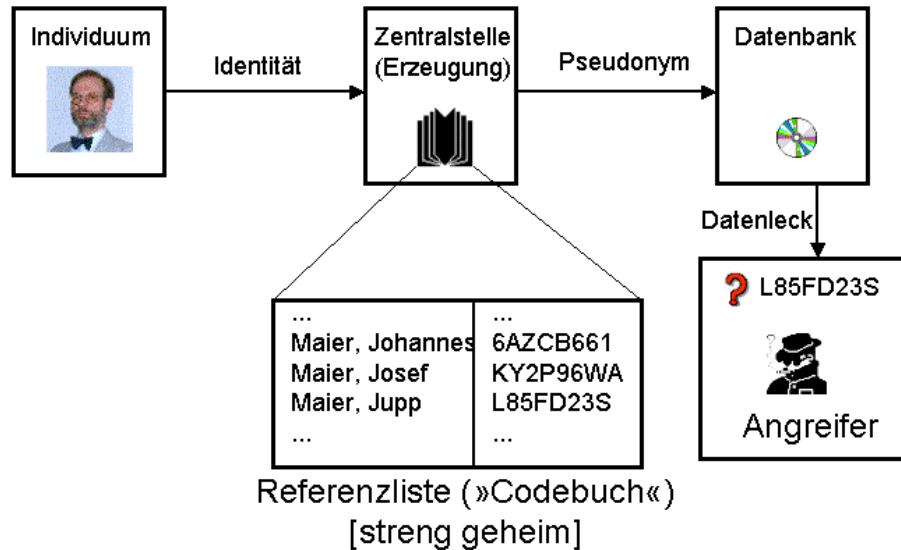 Individuum
Identität
Zentralstelle
(Erzeugung)
Pseudonym
Datenbank
Datenleck
L85FD23S
Angreifer
... ...
Maier, Johannes 6AZCB661
Maier, Josef KY2P96WA
Maier, Jupp L85FD23S
... ...
Referenzliste (»Codebuch«)
[streng geheim]